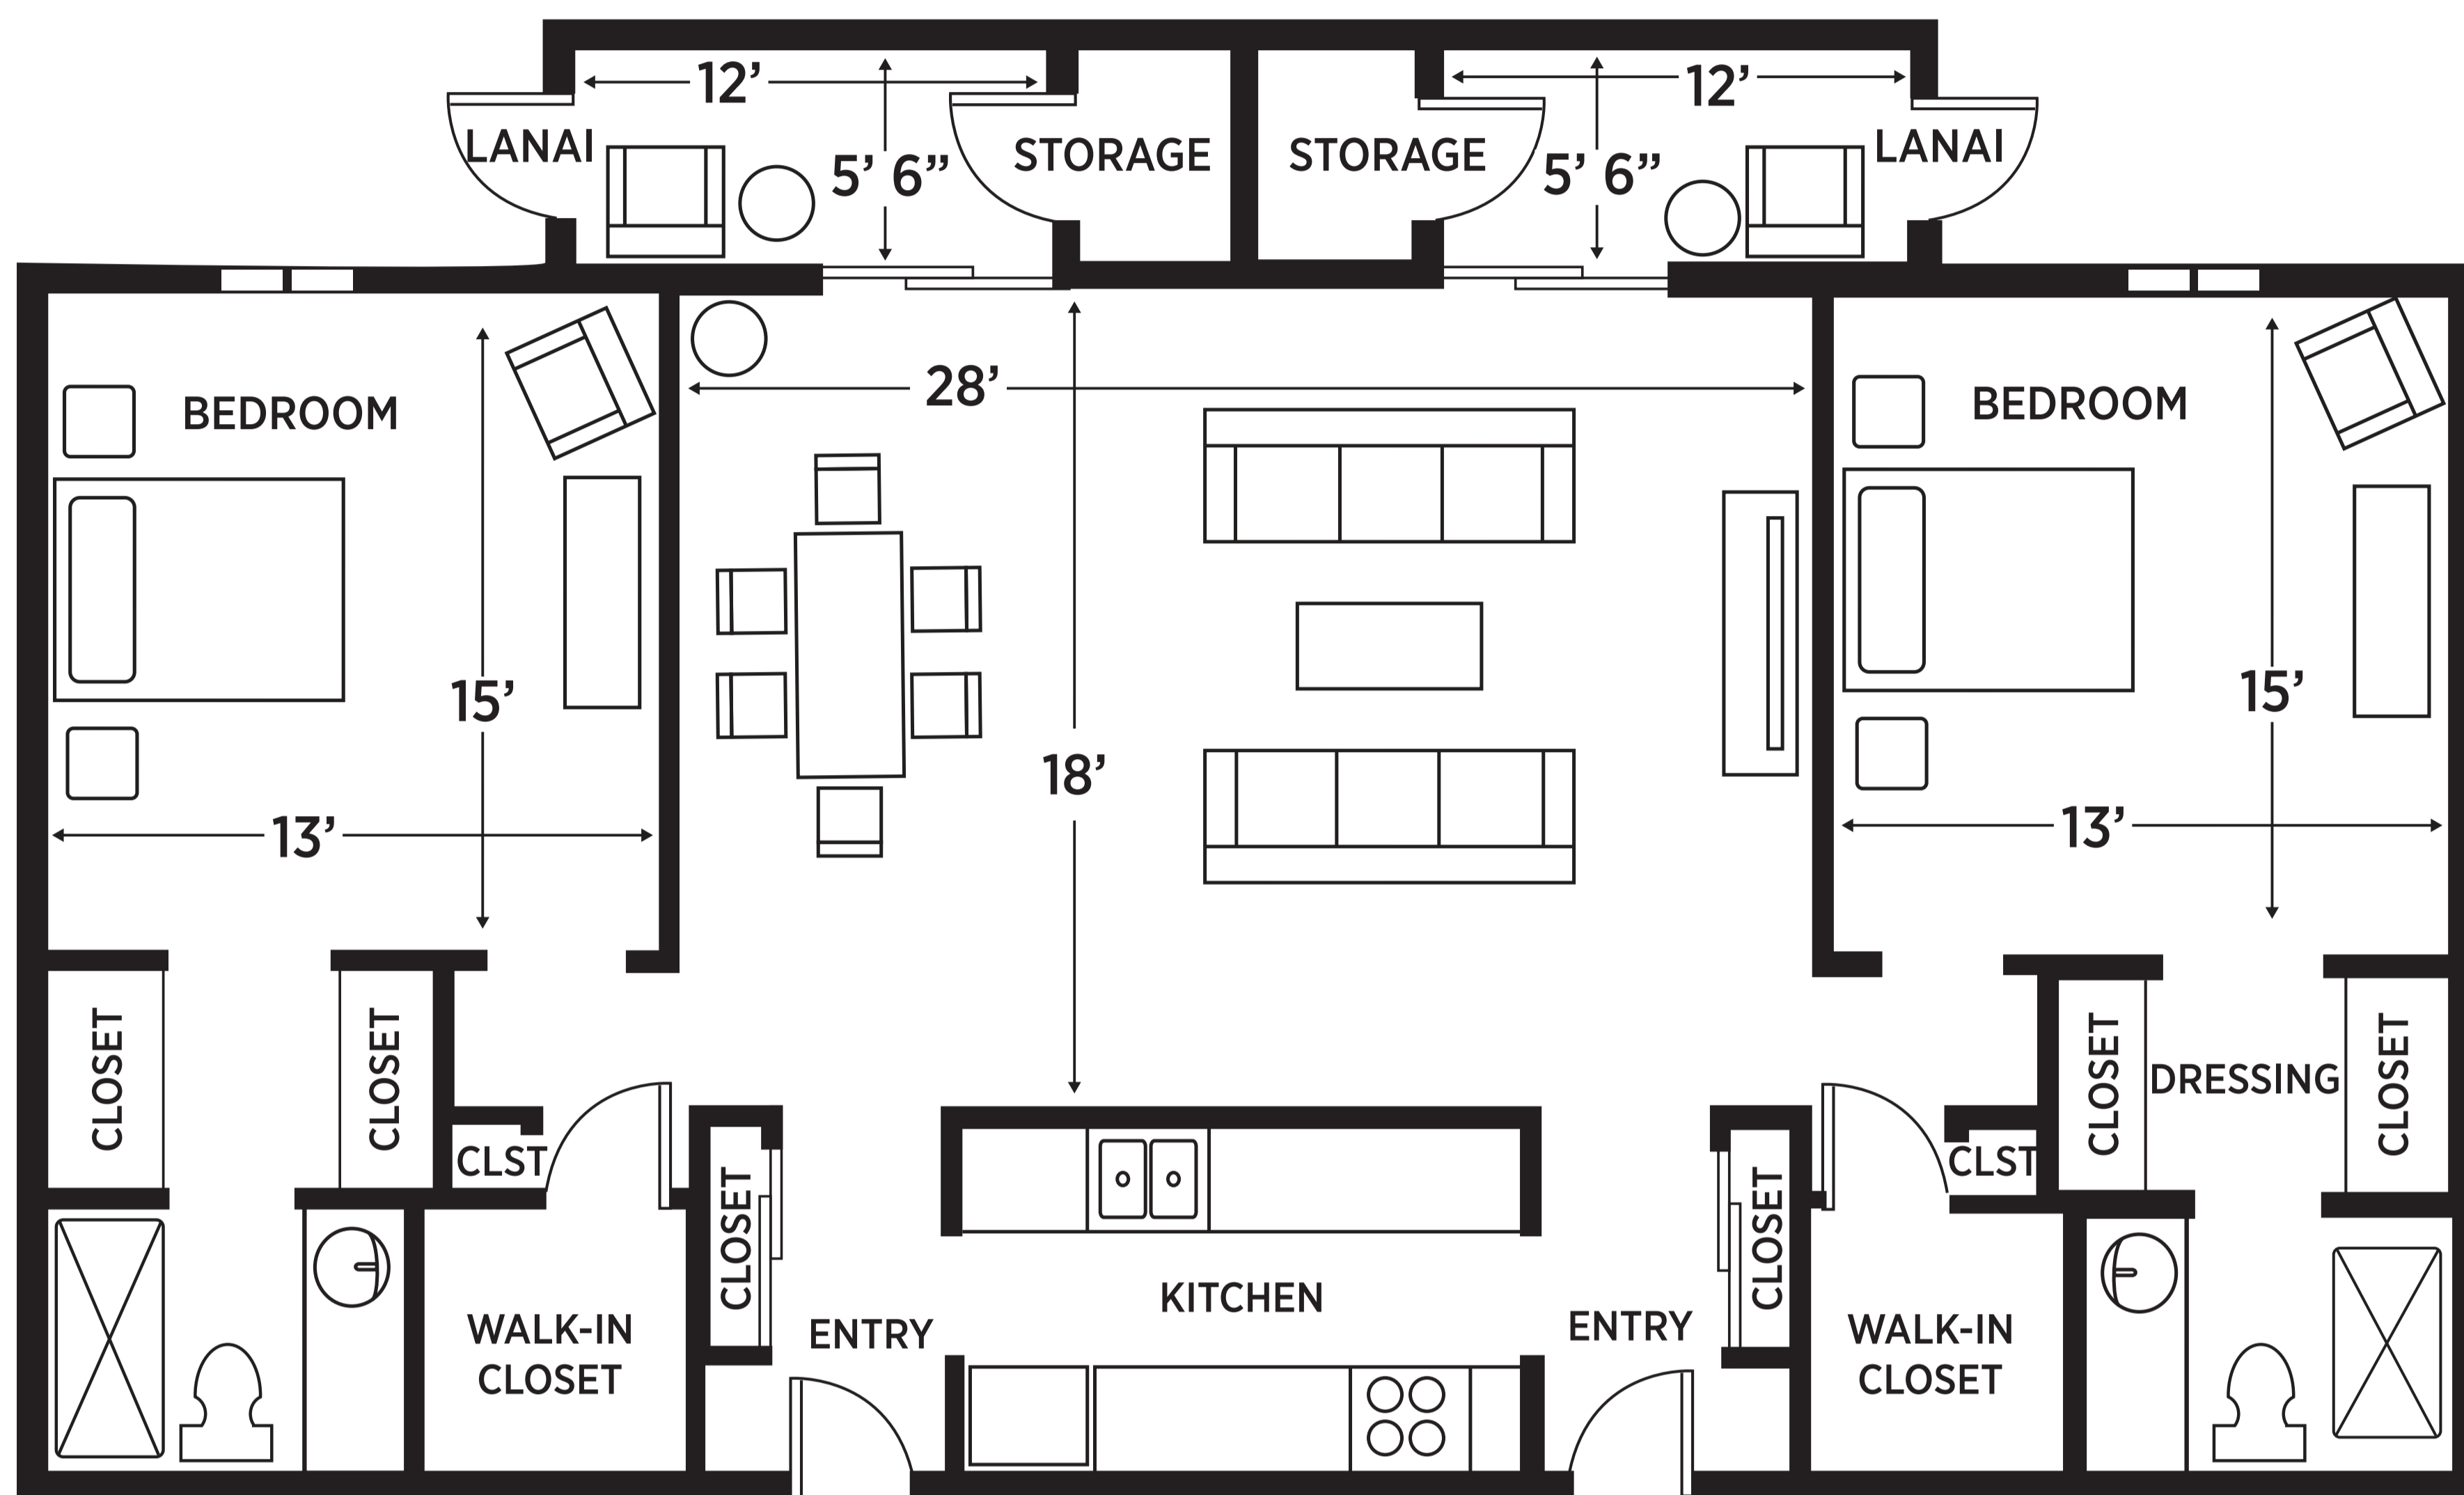 12’
12’
LANAI
5’ 6’’
STORAGE
STORAGE
5’ 6’’
LANAI
28’
BEDROOM
BEDROOM
15’
15’
18’
13’
13’
CLOSET
CLOSET
CLOSET
DRESSING
CLOSET
CLST
CLST
CLOSET
CLOSET
KITCHEN
ENTRY
ENTRY
WALK-IN
CLOSET
WALK-IN
CLOSET